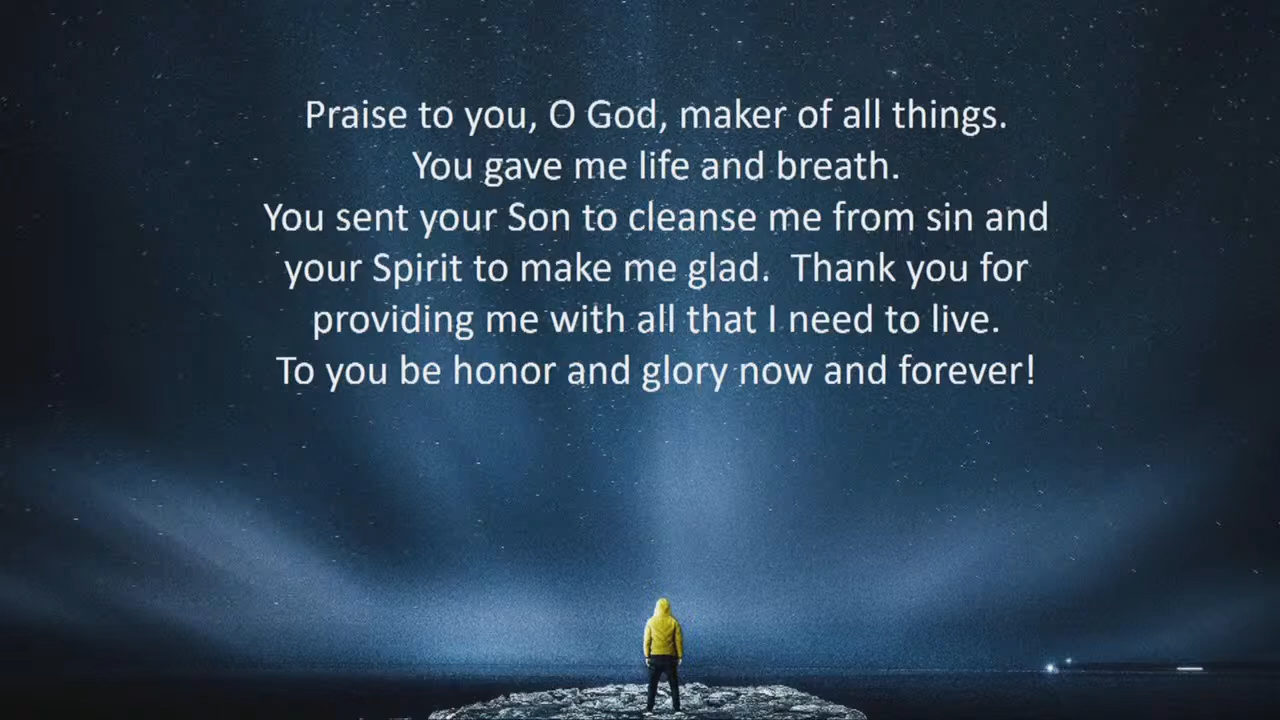 Praise to you, O God, maker of all things.
You gave me life and breath.
You sent your Son to cleanse me from sin and
your Spirit to make me glad.  Thank you for
providing me with all that I need to live.
To you be honor and glory now and forever!